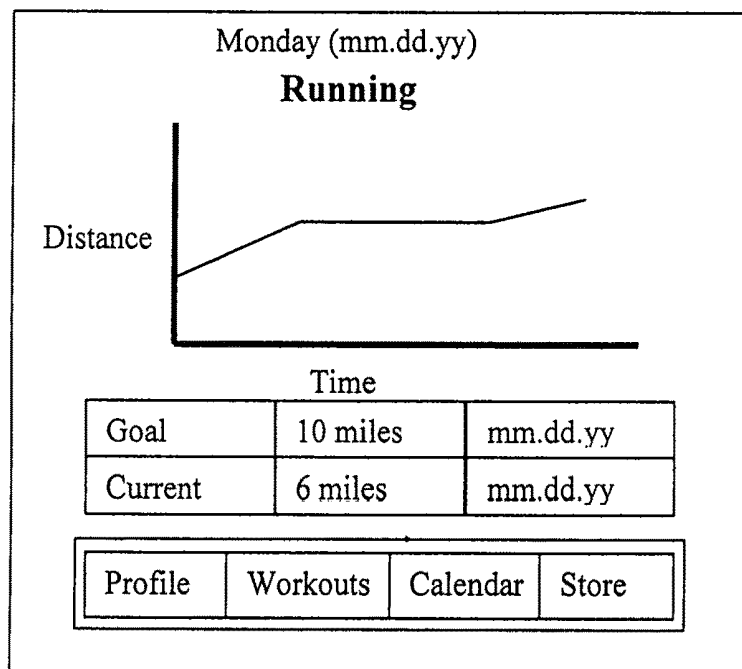 Monday (mm.dd.yy)
Running
Distance
Time
Goal 10 miles mm.dd.yy
Current 6 miles mm.dd.yy
Profile Workouts Calendar Store